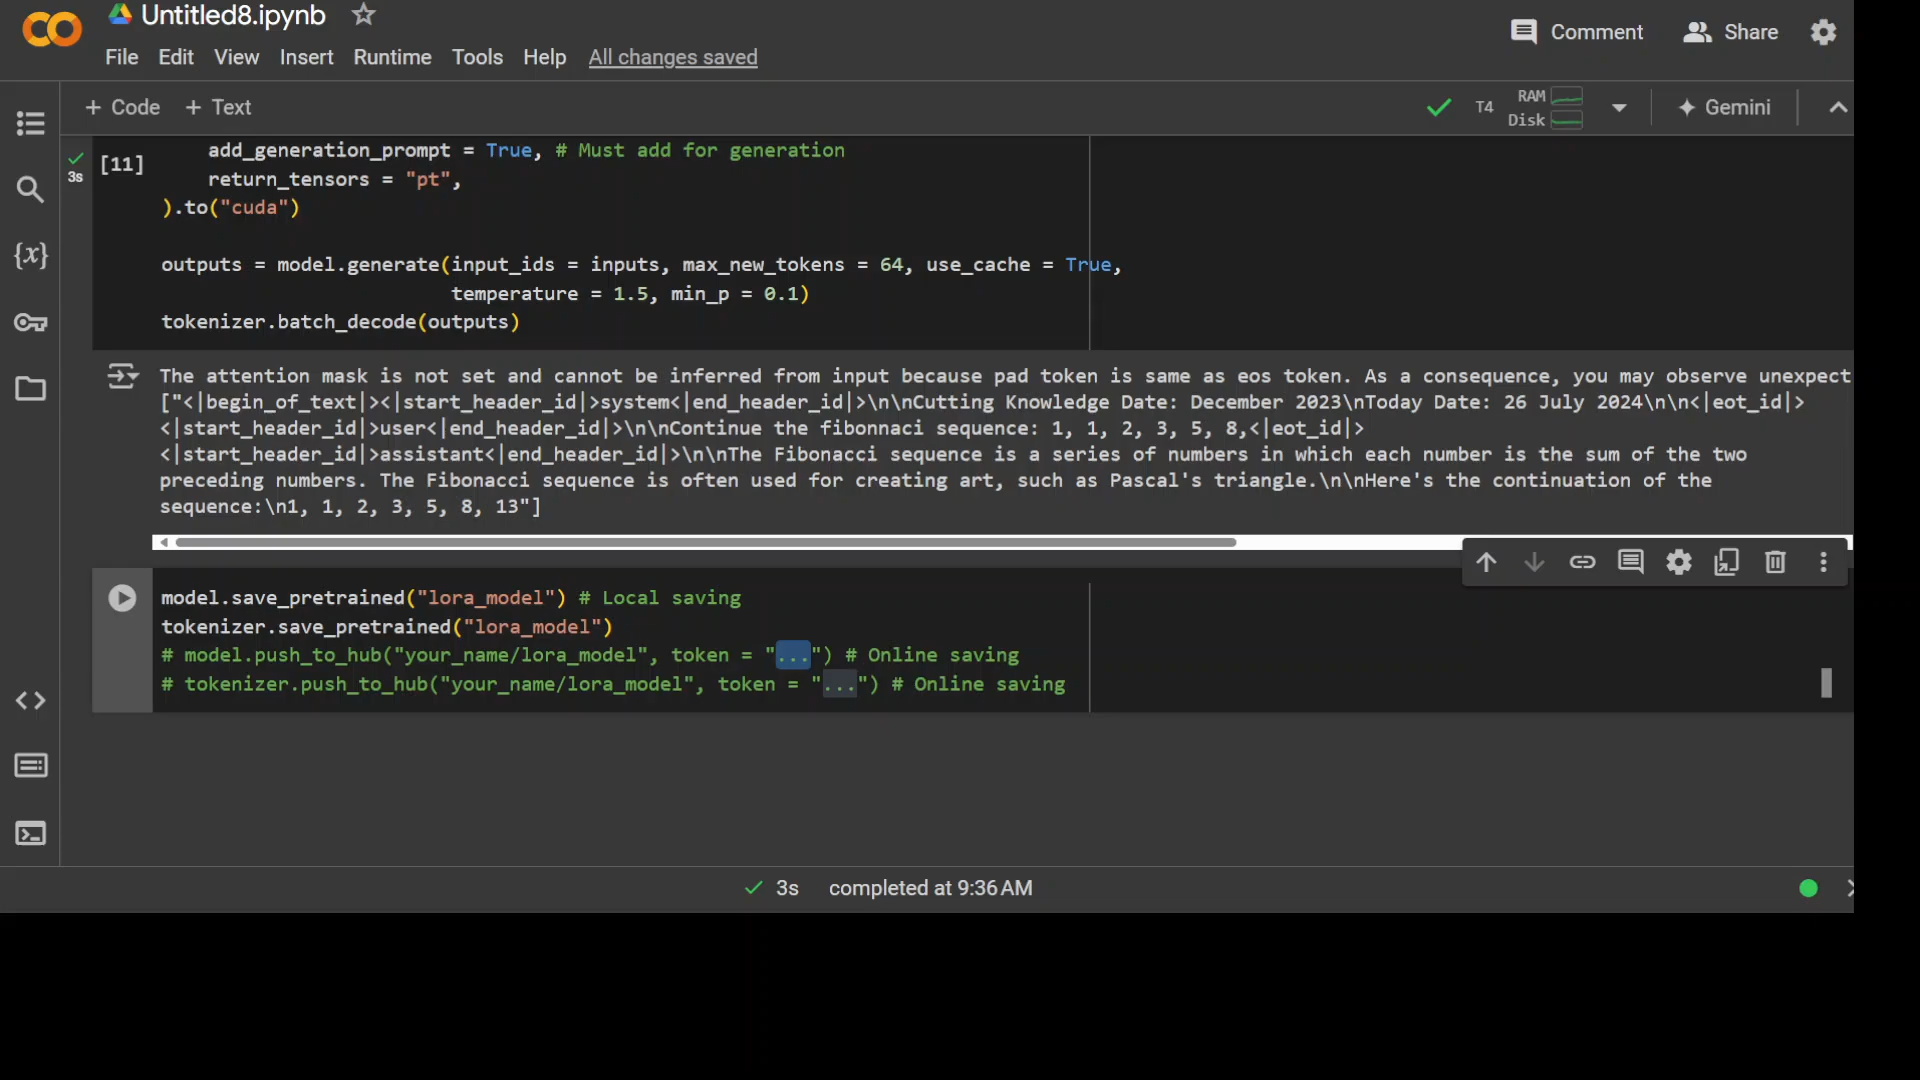 Untitled8.ipynb
Comment
Share
File Edit View Insert Runtime Tools Help All changes saved
+ Code + Text
T4
RAM
Disk
Gemini
[11]
3s
add_generation_prompt = True, # Must add for generation
return_tensors = "pt",
).to("cuda")
outputs = model.generate(input_ids = inputs, max_new_tokens = 64, use_cache = True,
temperature = 1.5, min_p = 0.1)
tokenizer.batch_decode(outputs)
The attention mask is not set and cannot be inferred from input because pad token is same as eos token. As a consequence, you may observe unexpect
["<|begin_of_text|><|start_header_id|>system<|end_header_id|>\n\nCutting Knowledge Date: December 2023\nToday Date: 26 July 2024\n\n<|eot_id|>
<|start_header_id|>user<|end_header_id|>\n\nContinue the fibonnaci sequence: 1, 1, 2, 3, 5, 8,<|eot_id|>
<|start_header_id|>assistant<|end_header_id|>\n\nThe Fibonacci sequence is a series of numbers in which each number is the sum of the two
preceding numbers. The Fibonacci sequence is often used for creating art, such as Pascal's triangle.\n\nHere's the continuation of the
sequence:\n1, 1, 2, 3, 5, 8, 13"]
model.save_pretrained("lora_model") # Local saving
tokenizer.save_pretrained("lora_model")
# model.push_to_hub("your_name/lora_model", token = "...") # Online saving
# tokenizer.push_to_hub("your_name/lora_model", token = "...") # Online saving
{x}
3s completed at 9:36 AM